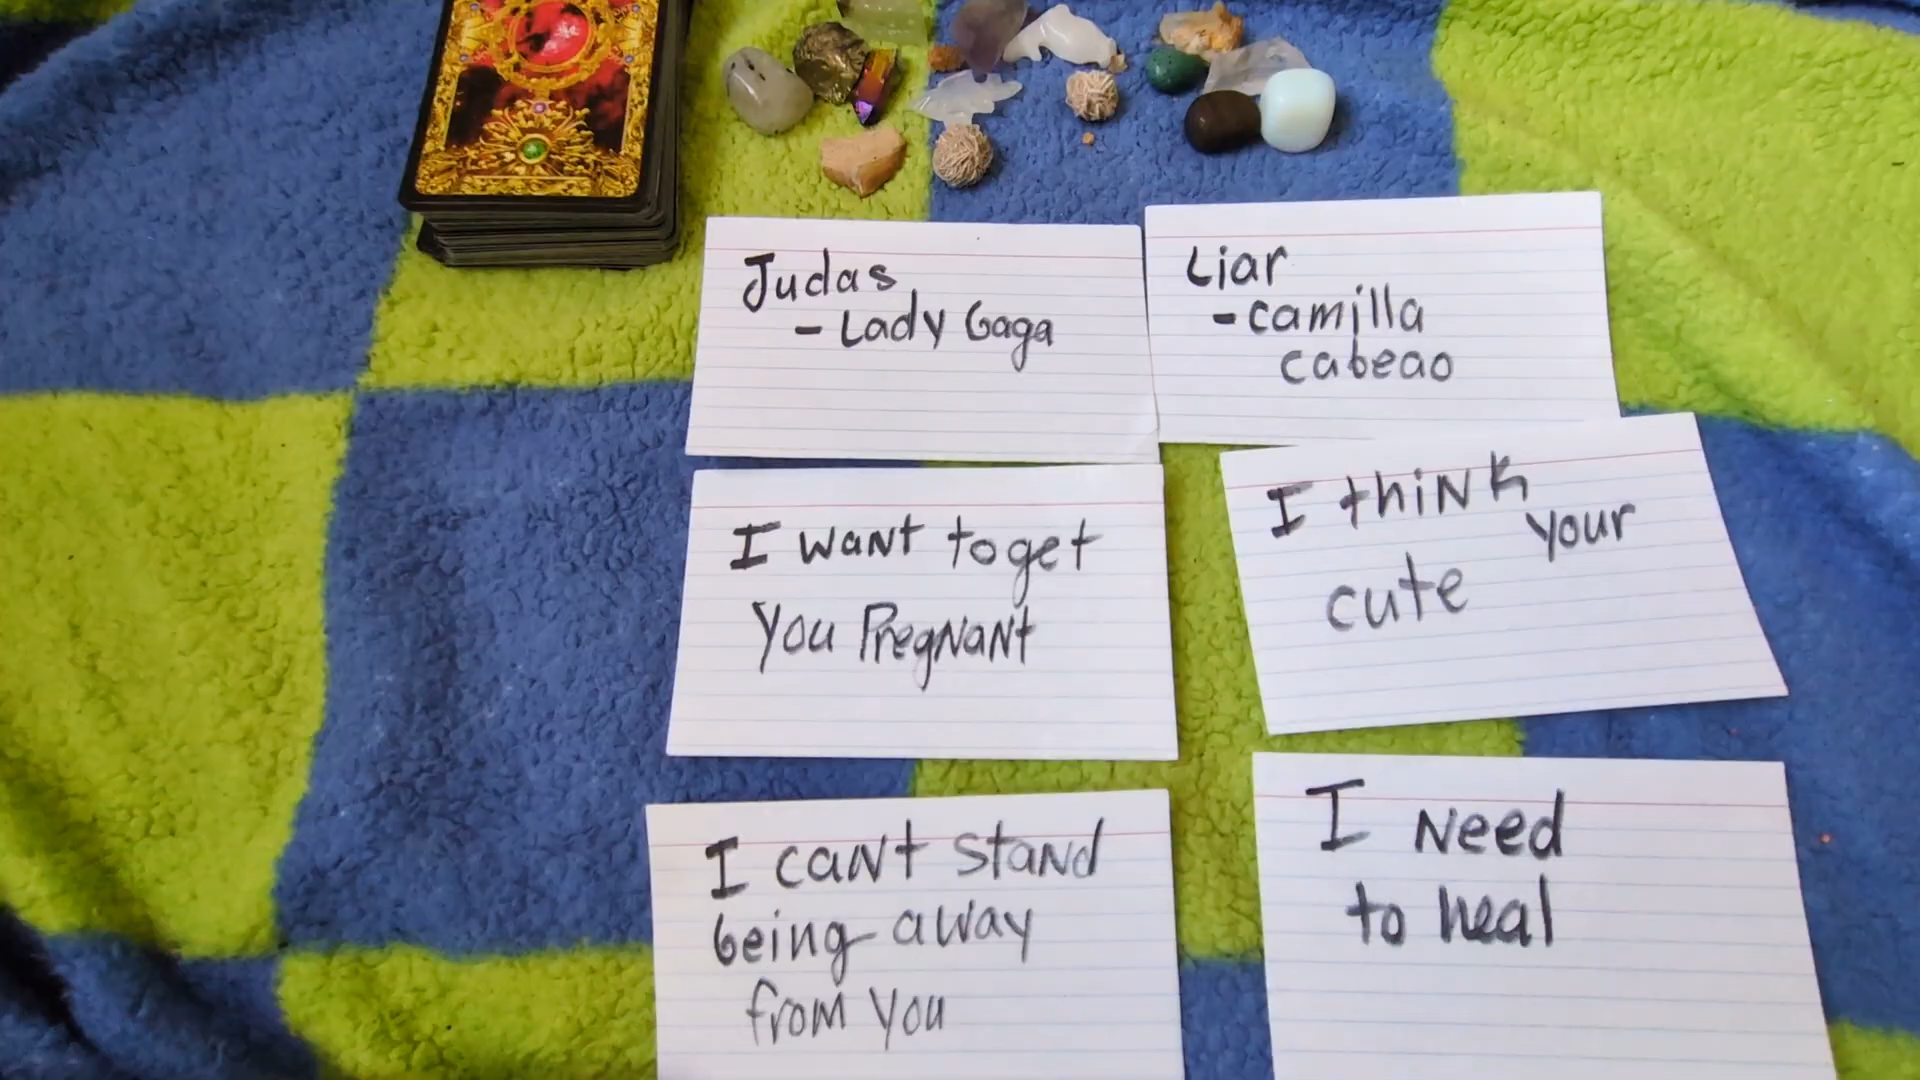 Judas
- Lady Gaga
Liar
- camilla
cabeao
I want to get
you Pregnant
I think your
cute
I can't stand
being away
from you
I Need
to heal